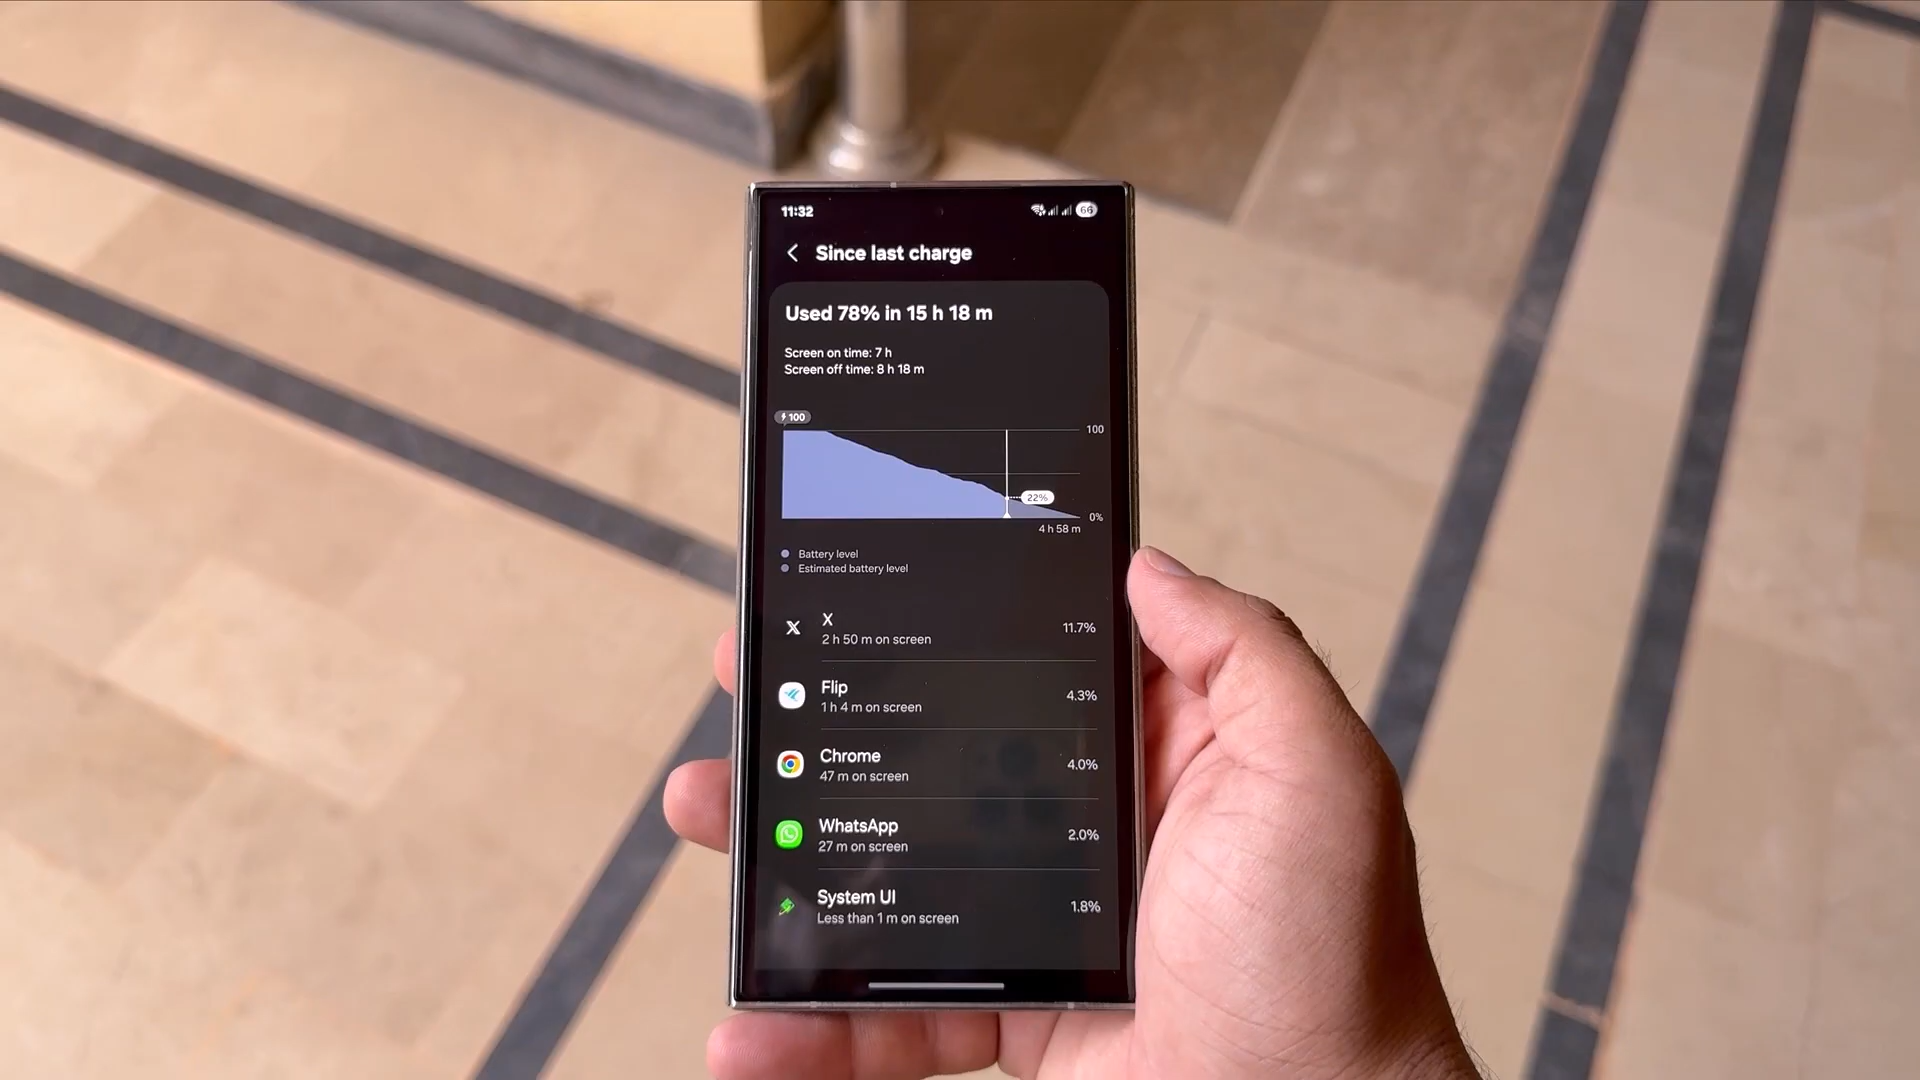 11:32
66
Since last charge
Used 78% in 15 h 18 m
Screen on time: 7 h
Screen off time: 8 h 18 m
100
100
22%
0%
4 h 58 m
Battery level
Estimated battery level
X
2 h 50 m on screen
11.7%
Flip
1 h 4 m on screen
4.3%
Chrome
47 m on screen
4.0%
WhatsApp
27 m on screen
2.0%
System UI
Less than 1 m on screen
1.8%